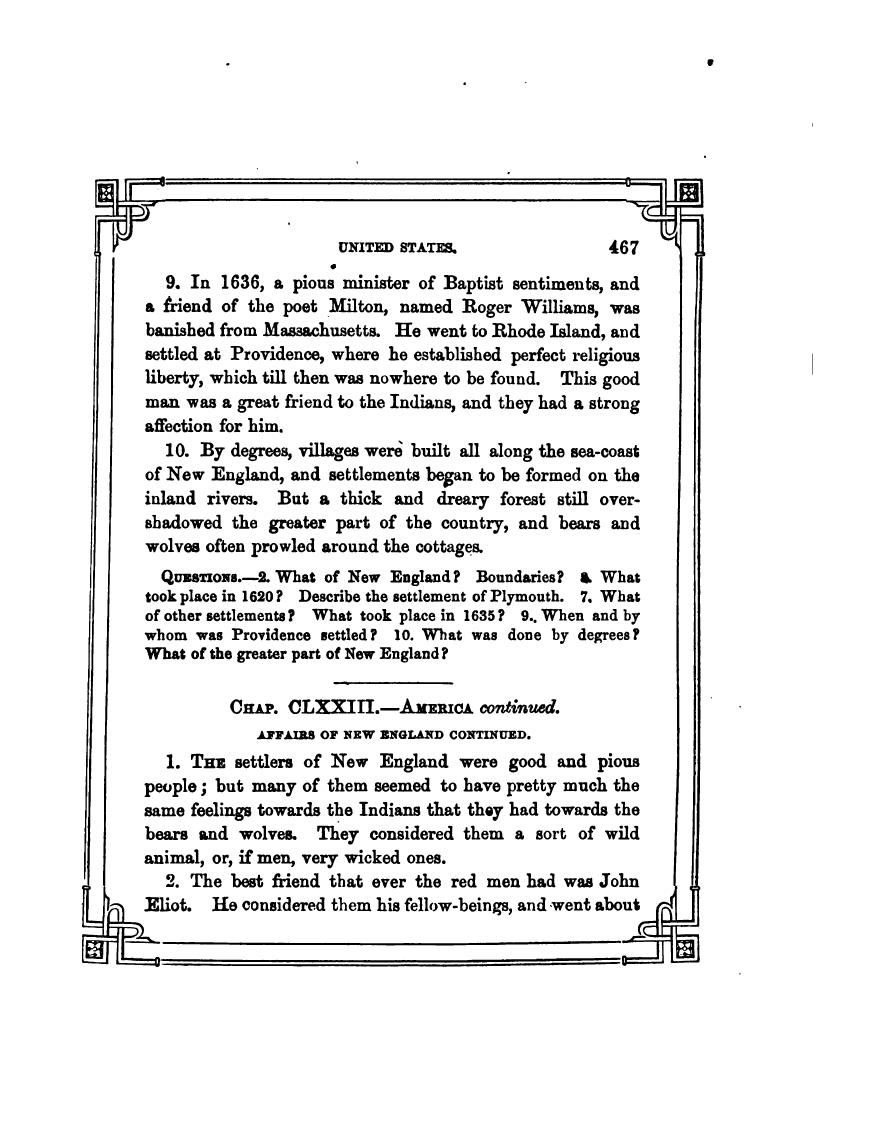 UNITED STATES. 467
9. In 1636, a pious minister of Baptist sentiments, and
a friend of the poet Milton, named Roger Williams, was
banished from Massachusetts. He went to Rhode Island, and
settled at Providence, where he established perfect religious
liberty, which till then was nowhere to be found. This good
man was a great friend to the Indians, and they had a strong
affection for him.
10. By degrees, villages were built all along the sea-coast
of New England, and settlements began to be formed on the
inland rivers. But a thick and dreary forest still over-
shadowed the greater part of the country, and bears and
wolves often prowled around the cottages.
QUESTIONS.—2. What of New England? Boundaries? What
took place in 1620? Describe the settlement of Plymouth. 7. What
of other settlements? What took place in 1635? 9. When and by
whom was Providence settled? 10. What was done by degrees?
What of the greater part of New England?
CHAP. CLXXIII.—AMERICA continued.
AFFAIRS OF NEW ENGLAND CONTINUED.
1. THE settlers of New England were good and pious
people; but many of them seemed to have pretty much the
same feelings towards the Indians that they had towards the
bears and wolves. They considered them a sort of wild
animal, or, if men, very wicked ones.
2. The best friend that ever the red men had was John
Eliot. He considered them his fellow-beings, and went about